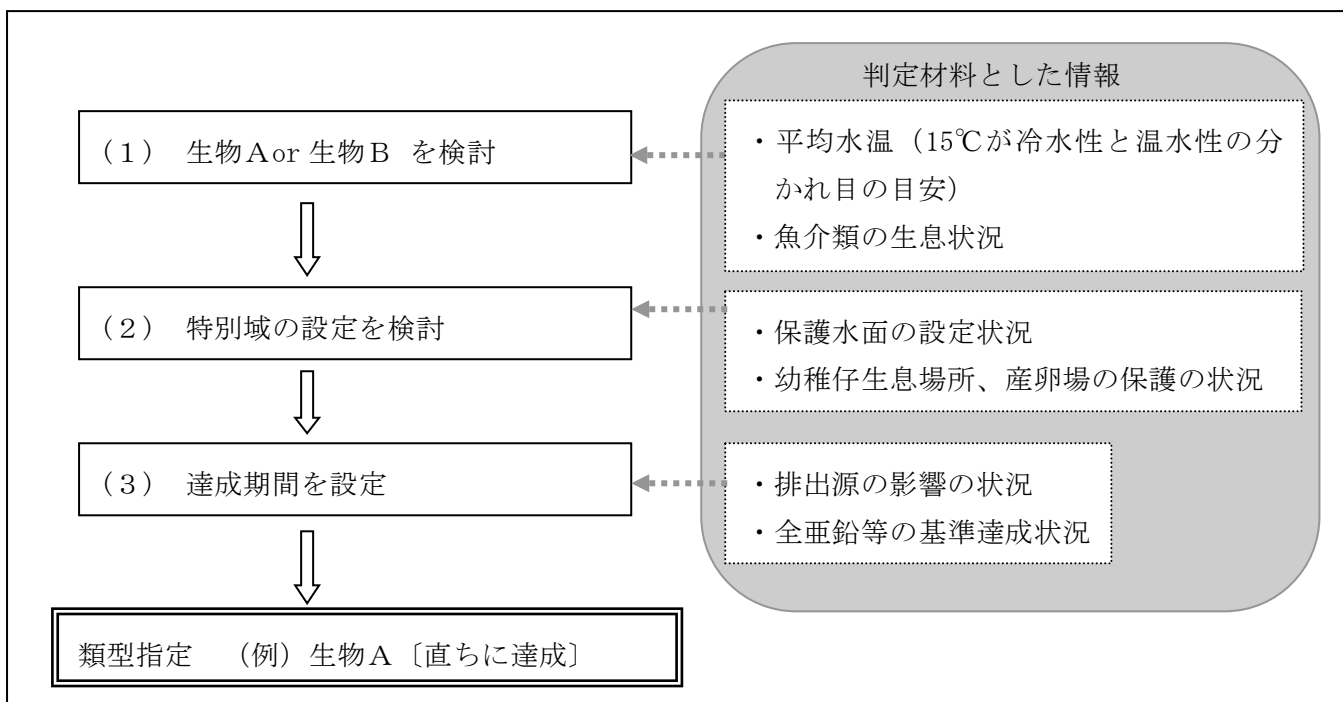 判定材料とした情報
（１） 生物Ａor 生物Ｂ を検討
・平均水温（15℃が冷水性と温水性の分
かれ目の目安）
・魚介類の生息状況
（２） 特別域の設定を検討
・保護水面の設定状況
・幼稚仔生息場所、産卵場の保護の状況
（３） 達成期間を設定
・排出源の影響の状況
・全亜鉛等の基準達成状況
類型指定 （例）生物Ａ〔直ちに達成〕